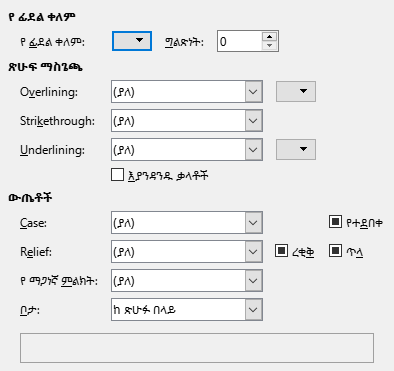 የ ፊደል ቀለም
የ ፊደል ቀለም: ግልጽነት: 0
ጽሁፍ ማስጌጫ
Overlining: (ያለ)
Strikethrough: (ያለ)
Underlining: (ያለ)
እያንዳንዱ ቃላቶች
ውጤቶች
Case: (ያለ) የተደበቀ
Relief: (ያለ) ረቂቅ ጥላ
የ ማጋነኛ ምልክት: (ያለ)
ቦታ: ከ ጽሁፉ በላይ